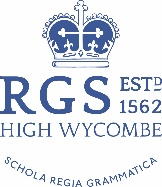 RGS ESTD 1562
HIGH WYCOMBE
SCHOLA REGIA GRAMMATICA